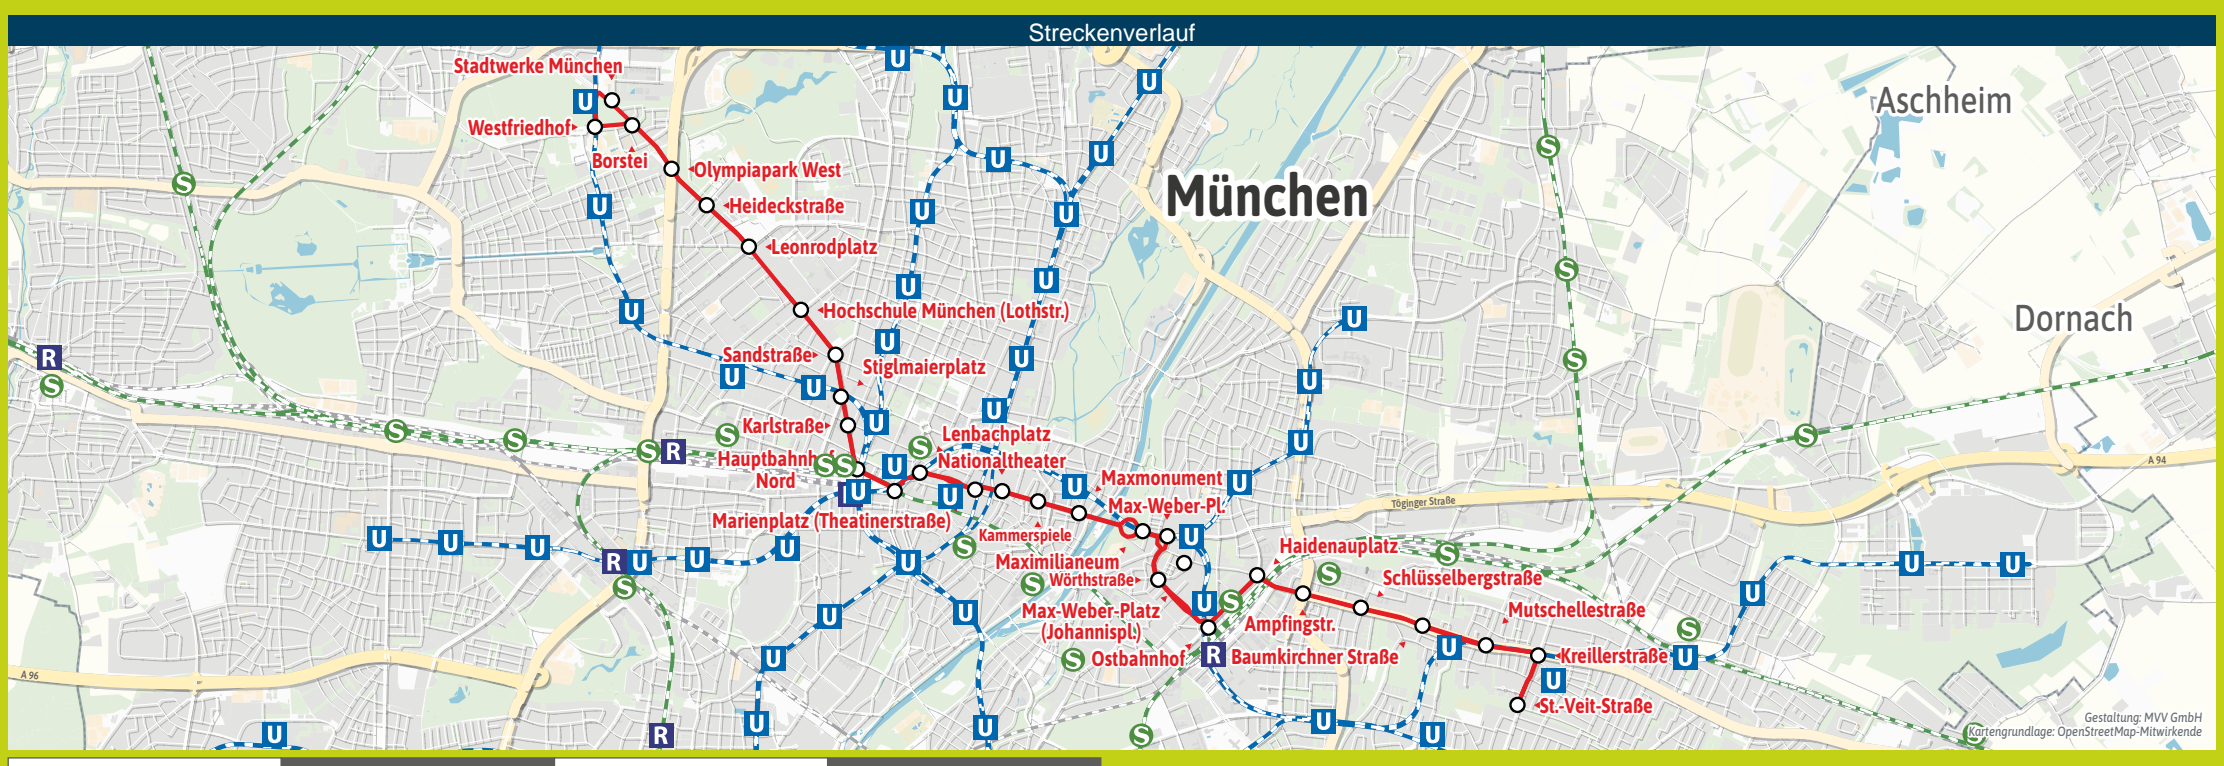 Streckenverlauf
Stadtwerke München
U
U
U
U
Aschheim
Westfriedhof
Borstei
S
U
U
Olympiapark West
S
München
U
Heideckstraße
U
U
Leonrodplatz
S
U
U
Hochschule München (Lothstr.)
U
U
Dornach
R
S
Sandstraße
U
Stiglmaierplatz
U
S
U
U
U
Karlstraße
U
U
S
S
S
R
S
S
Lenbachplatz
U
S
A 94
Hauptbahnhof
Nord
S
S
U
Nationaltheater
Maxmonument
U
U
U
U
Töginger Straße
Max-Weber-Pl.
Marienplatz (Theatinerstraße)
Kammerspiele
U
U
U
U
U
S
U
Haidenauplatz
S
R
U
U
U
Maximilianeum
Wörthstraße
S
S
Schlüsselbergstraße
U
U
U
S
U
U
Max-Weber-Platz
(Johannispl.)
U
S
Ampfingstr.
Mutschellestraße
S
U
S
Ostbahnhof
R
Baumkirchner Straße
U
Kreillerstraße
U
A 96
U
St.-Veit-Straße
U
R
U
U
S
U
U
S
Gestaltung: MVV GmbH
Kartengrundlage: OpenStreetMap-Mitwirkende